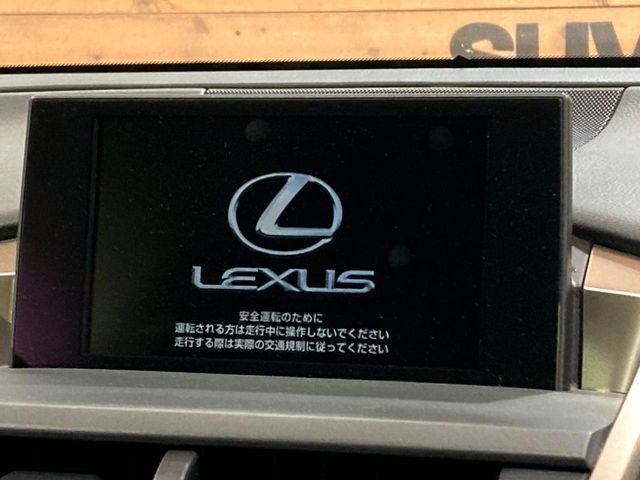 SUV
LEXUS
安全運転のために
運転される方は走行中に操作しないでください
走行する際は実際の交通規制に従ってください